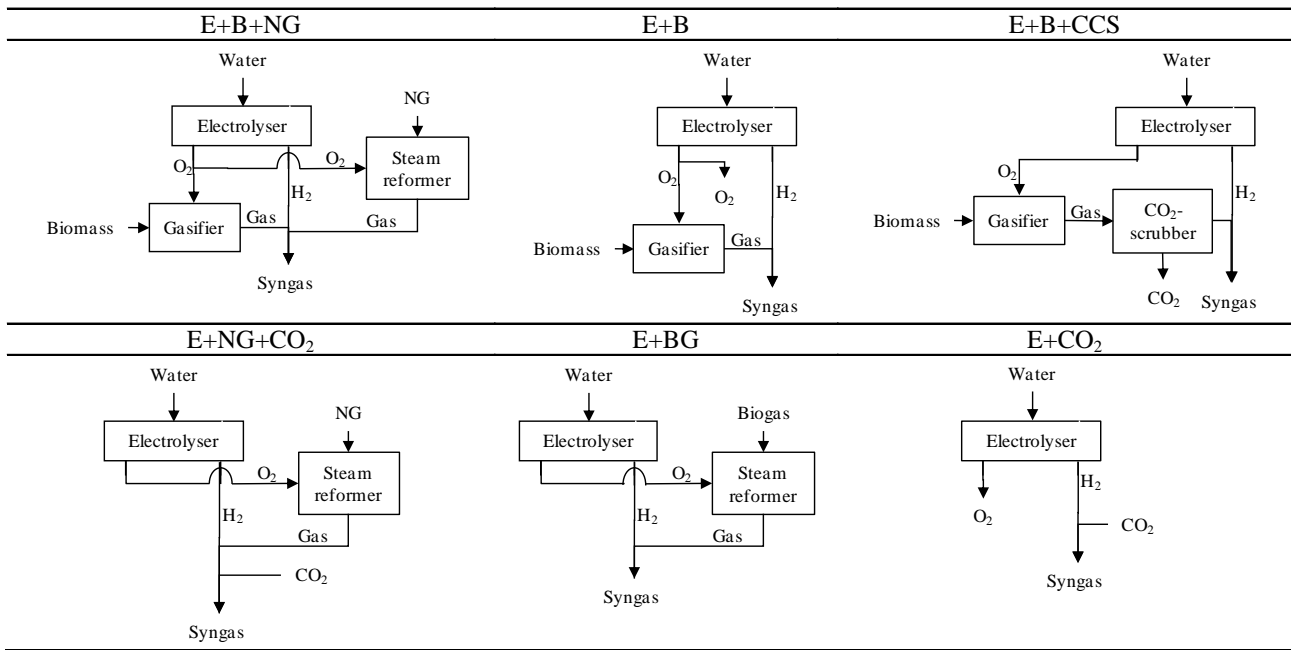 E+B+NG
E+B
E+B+CCS
Water
NG
Electrolyser
O₂
O₂
Steam
reformer
H₂
Biomass
Gasifier
Gas
Gas
Syngas
Water
Electrolyser
O₂
O₂
H₂
Biomass
Gasifier
Gas
Syngas
Water
Electrolyser
O₂
H₂
Biomass
Gasifier
Gas
CO₂-
scrubber
CO₂
Syngas
E+NG+CO₂
E+BG
E+CO₂
Water
NG
Electrolyser
O₂
Steam
reformer
H₂
Gas
CO₂
Syngas
Water
Biogas
Electrolyser
O₂
Steam
reformer
H₂
Gas
Syngas
Water
Electrolyser
H₂
O₂
CO₂
Syngas